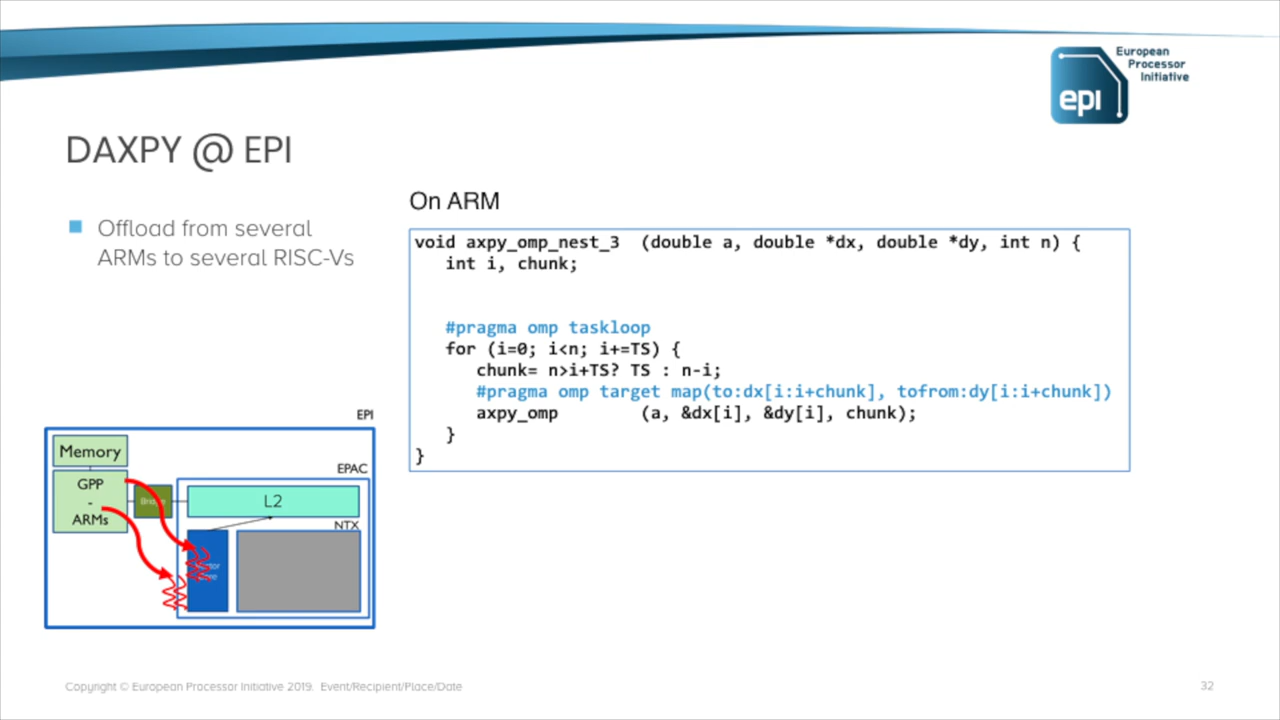 European
Processor
Initiative
epi
DAXPY @ EPI
Offload from several
ARMs to several RISC-Vs
On ARM
void axpy_omp_nest_3 (double a, double *dx, double *dy, int n) {
int i, chunk;
#pragma omp taskloop
for (i=0; i<n; i+=TS) {
chunk= n>i+TS? TS : n-i;
#pragma omp target map(to:dx[i:i+chunk], tofrom:dy[i:i+chunk])
axpy_omp (a, &dx[i], &dy[i], chunk);
}
}
EPI
Memory
EPAC
GPP
-
ARMs
L2
NTX
Copyright © European Processor Initiative 2019. Event/Recipient/Place/Date
32